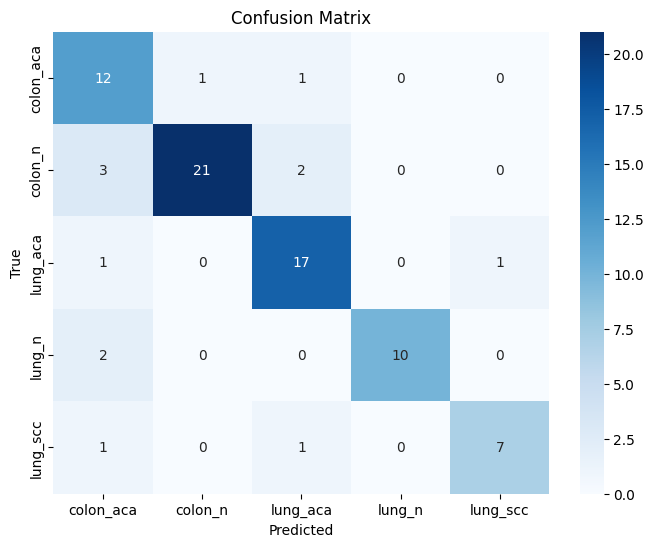 Confusion Matrix
colon_aca 12 1 1 0 0
colon_n 3 21 2 0 0
lung_aca 1 0 17 0 1
lung_n 2 0 0 10 0
lung_scc 1 0 1 0 7
colon_aca colon_n lung_aca lung_n lung_scc
Predicted
True
20.0
17.5
15.0
12.5
10.0
7.5
5.0
2.5
0.0